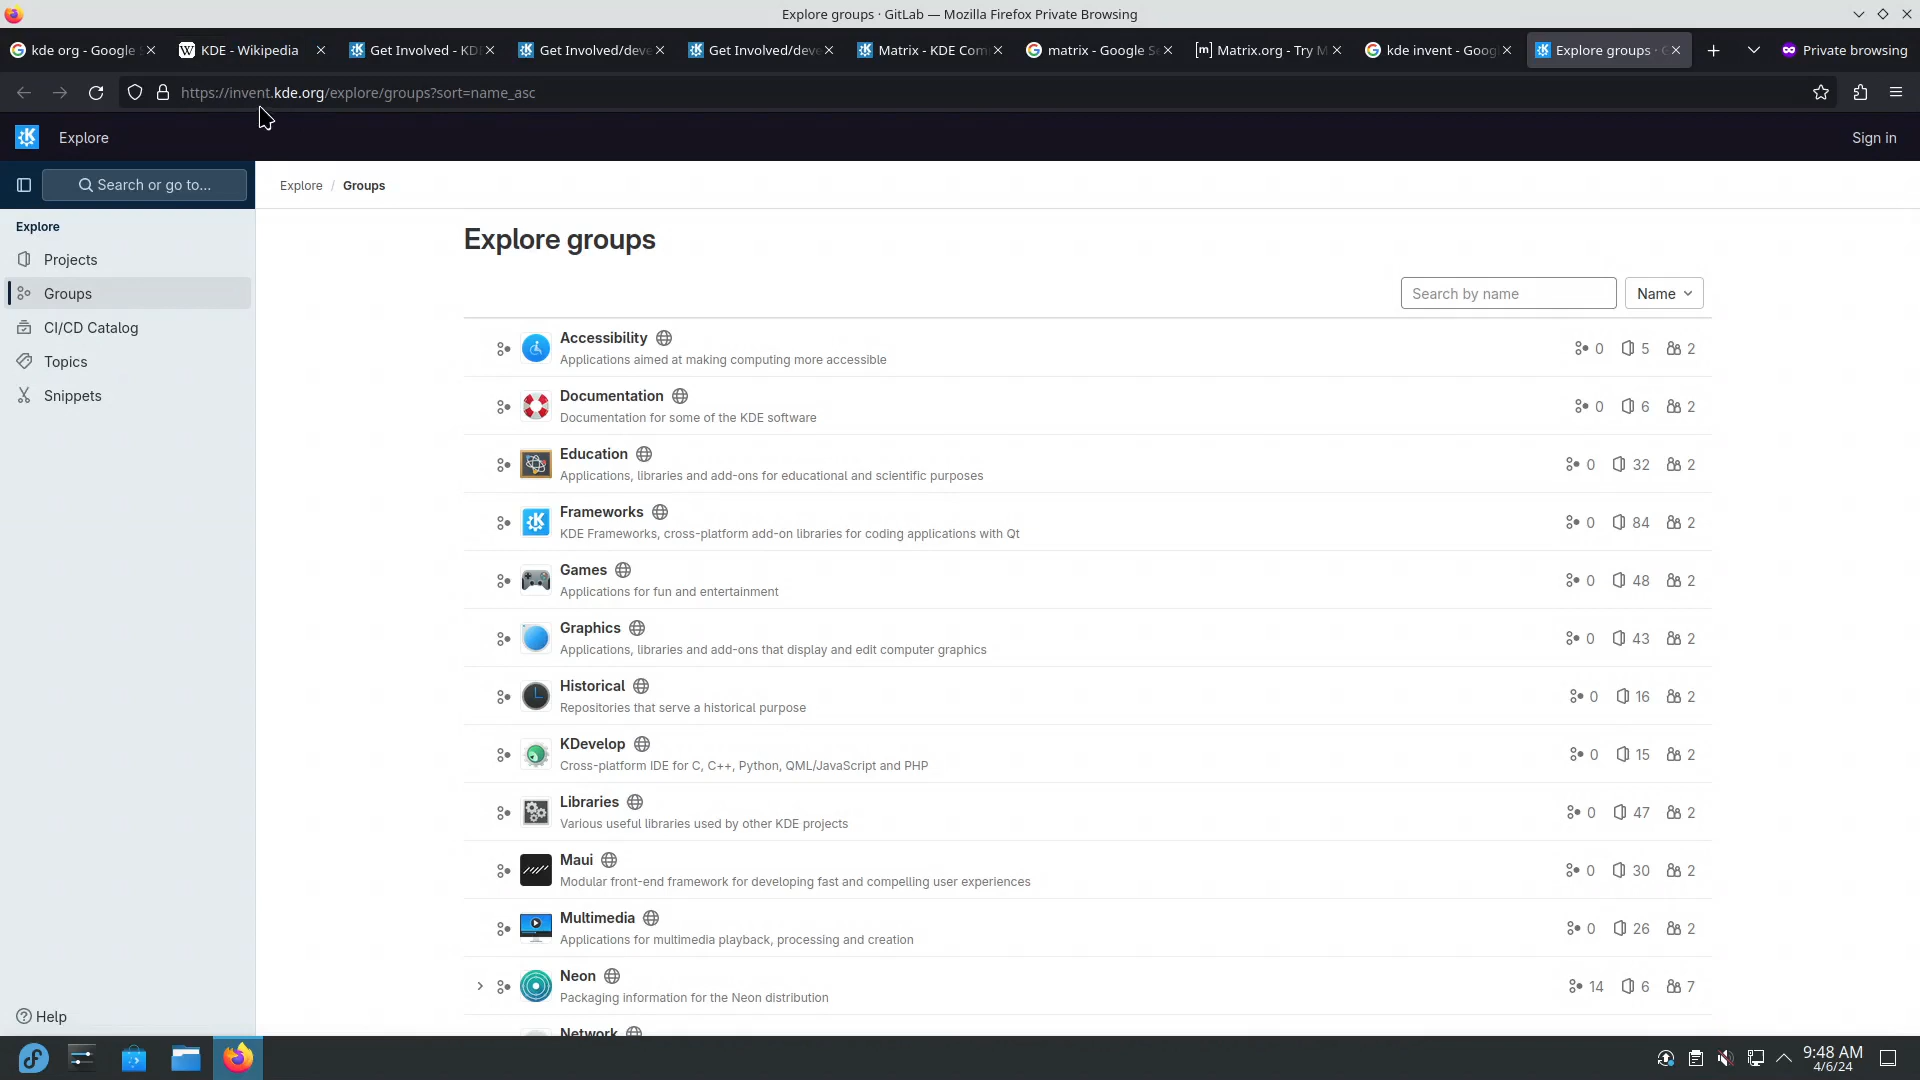 Explore groups · GitLab — Mozilla Firefox Private Browsing
kde org - Google
KDE - Wikipedia
Get Involved - KD
Get Involved/deve
Get Involved/deve
Matrix - KDE Com
matrix - Google Se
[m] Matrix.org - Try M
kde invent - Goog
Explore groups ·
Private browsing
https://invent.kde.org/explore/groups?sort=name_asc
Explore
Sign in
Search or go to...
Explore / Groups
Explore
Projects
Groups
CI/CD Catalog
Topics
Snippets
Help
Explore groups
Search by name
Name
Accessibility
Applications aimed at making computing more accessible
0 5 2
Documentation
Documentation for some of the KDE software
0 6 2
Education
Applications, libraries and add-ons for educational and scientific purposes
0 32 2
Frameworks
KDE Frameworks, cross-platform add-on libraries for coding applications with Qt
0 84 2
Games
Applications for fun and entertainment
0 48 2
Graphics
Applications, libraries and add-ons that display and edit computer graphics
0 43 2
Historical
Repositories that serve a historical purpose
0 16 2
KDevelop
Cross-platform IDE for C, C++, Python, QML/JavaScript and PHP
0 15 2
Libraries
Various useful libraries used by other KDE projects
0 47 2
Maui
Modular front-end framework for developing fast and compelling user experiences
0 30 2
Multimedia
Applications for multimedia playback, processing and creation
0 26 2
Neon
Packaging information for the Neon distribution
14 6 7
Network
9:48 AM
4/6/24